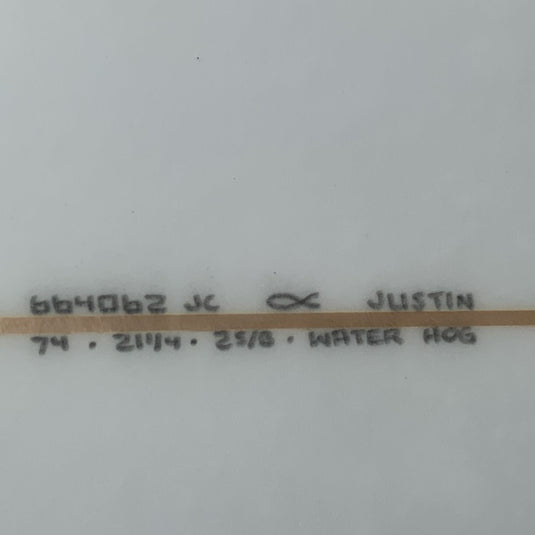 664062 JC JUSTIN
74 · 21 1/4 · 2 5/8 · WATER HOG